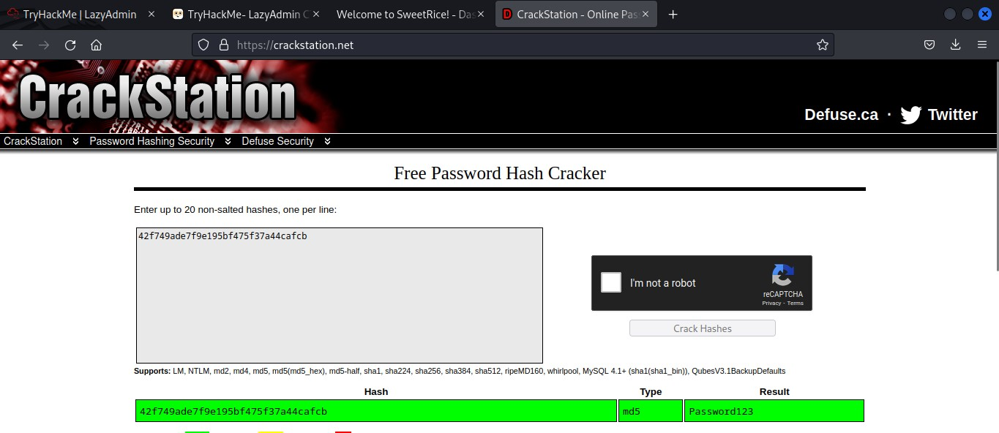 TryHackMe | LazyAdmin
TryHackMe- LazyAdmin C
Welcome to SweetRice! - Das
CrackStation - Online Pas
https://crackstation.net
CrackStation
Defuse.ca · Twitter
CrackStation Password Hashing Security Defuse Security
Free Password Hash Cracker
Enter up to 20 non-salted hashes, one per line:
42f749ade7f9e195bf475f37a44cafcb
I'm not a robot
reCAPTCHA
Privacy - Terms
Crack Hashes
Supports: LM, NTLM, md2, md4, md5, md5(md5_hex), md5-half, sha1, sha224, sha256, sha384, sha512, ripeMD160, whirlpool, MySQL 4.1+ (sha1(sha1_bin)), QubesV3.1BackupDefaults
Hash Type Result
42f749ade7f9e195bf475f37a44cafcb md5 Password123